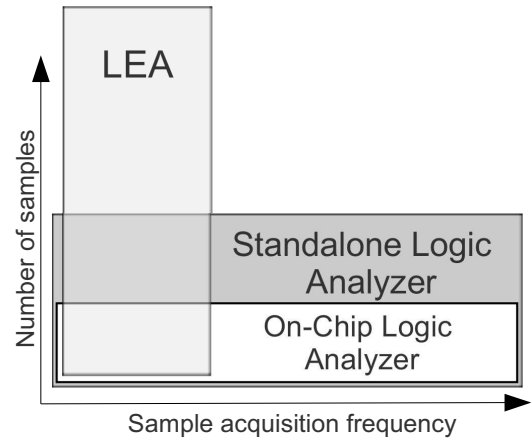 LEA
Number of samples
Standalone Logic
Analyzer
On-Chip Logic
Analyzer
Sample acquisition frequency